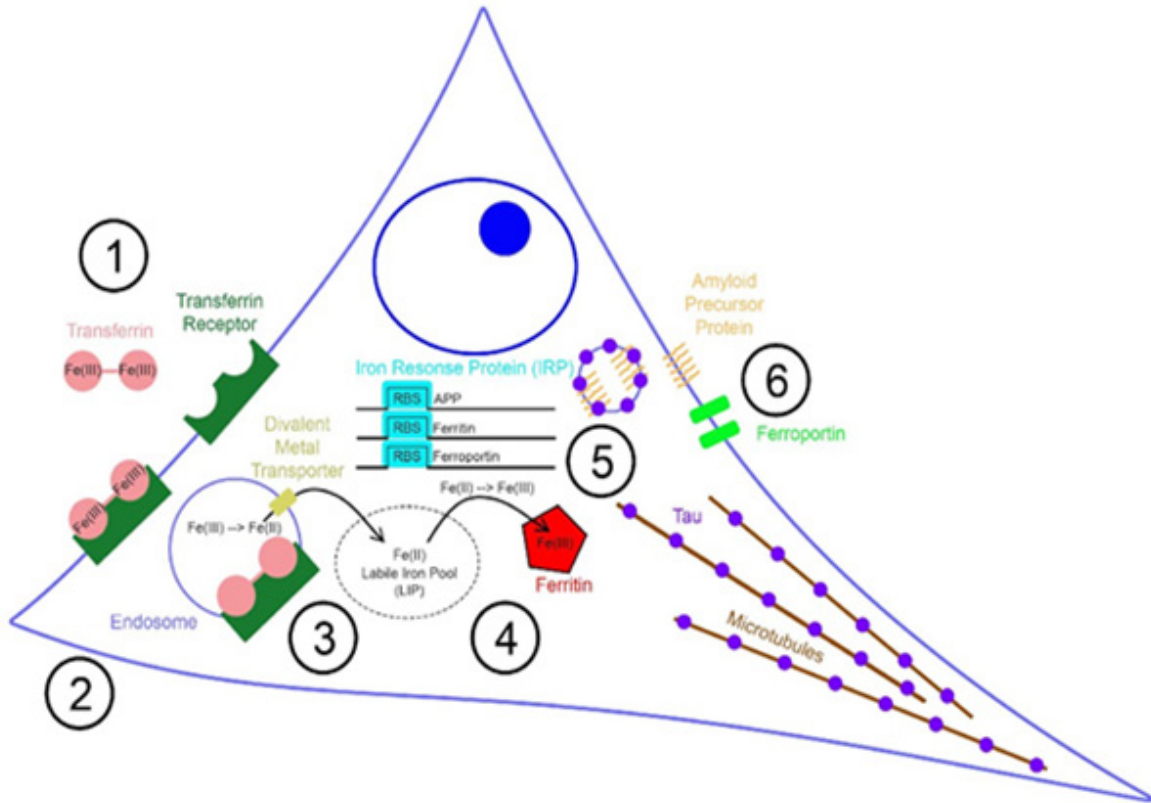 1
Transferrin
Receptor
Transferrin
Fe(III)
Fe(III)
Fe(III)
Fe(III)
2
Iron Resonse Protein (IRP)
RBS APP
RBS Ferritin
RBS Ferroportin
Divalent
Metal
Transporter
Fe(III) --> Fe(II)
Endosome
3
Fe(II)
Labile Iron Pool
(LIP)
Fe(II) --> Fe(III)
Fe(III)
Ferritin
4
5
Amyloid
Precursor
Protein
6
Ferroportin
Tau
Microtubules